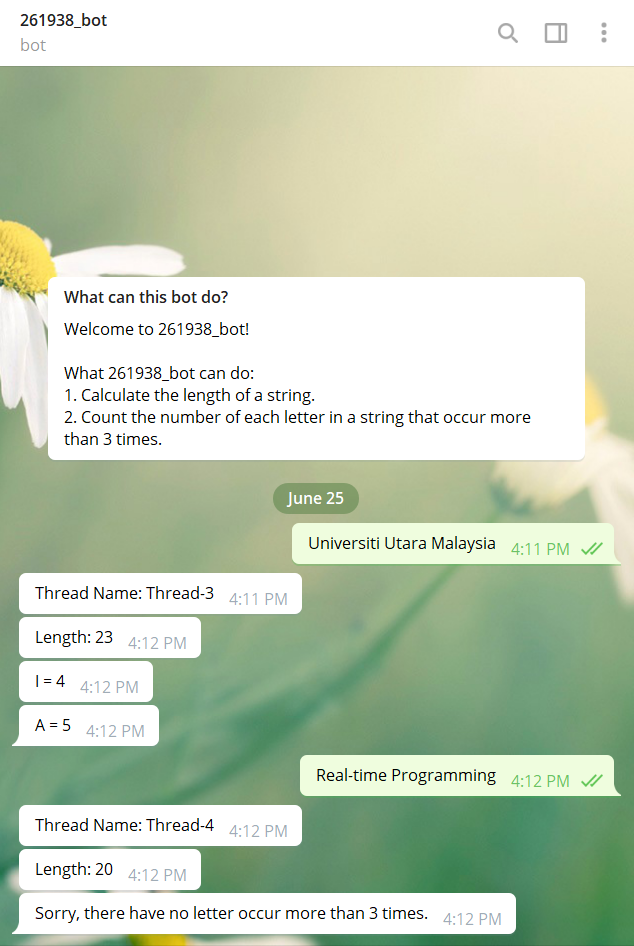 261938_bot
bot
What can this bot do?
Welcome to 261938_bot!
What 261938_bot can do:
1. Calculate the length of a string.
2. Count the number of each letter in a string that occur more
than 3 times.
June 25
Universiti Utara Malaysia 4:11 PM
Thread Name: Thread-3 4:11 PM
Length: 23 4:12 PM
I = 4 4:12 PM
A = 5 4:12 PM
Real-time Programming 4:12 PM
Thread Name: Thread-4 4:12 PM
Length: 20 4:12 PM
Sorry, there have no letter occur more than 3 times. 4:12 PM